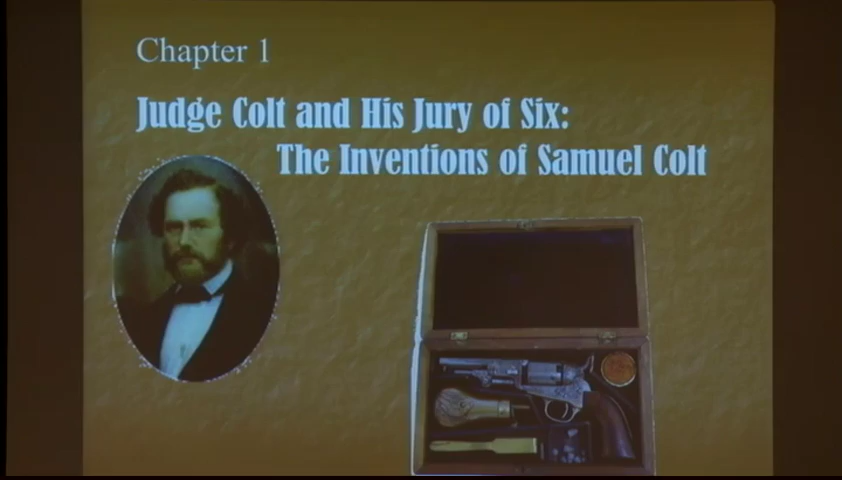 Chapter 1
Judge Colt and His Jury of Six:
The Inventions of Samuel Colt